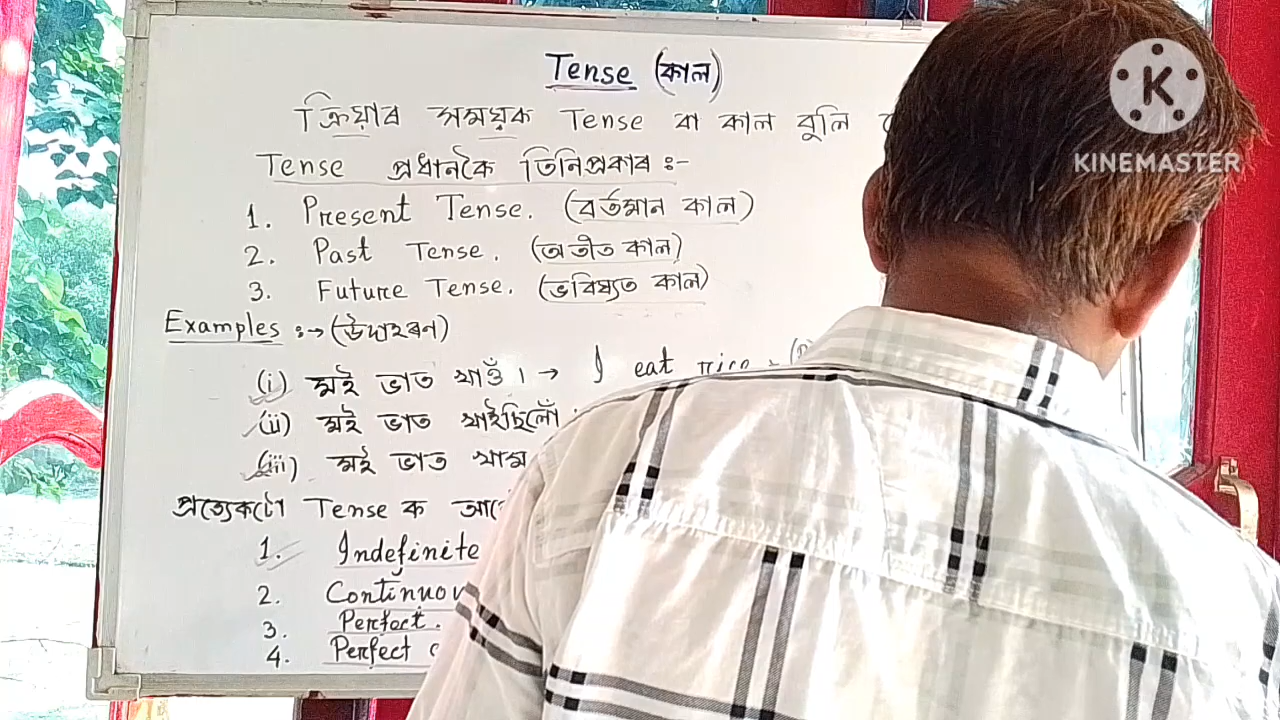 Tense (কাল)
ক্ৰিয়াৰ সময়ক Tense বা কাল বুলি
Tense প্ৰধানকৈ তিনিপ্ৰকাৰ ঃ-
1. Present Tense. (বৰ্তমান কাল)
2. Past Tense. (অতীত কাল)
3. Future Tense. (ভৱিষ্যত কাল)
Examples ঃ→ (উদাহৰণ)
(i) মই ভাত খাওঁ। → I eat rice.
(ii) মই ভাত খাইছিলোঁ
(iii) মই ভাত খাম
প্ৰত্যেকটো Tense ক
1. Indefinite
2.
3. Perfect.
4. Perfect
KINEMASTER